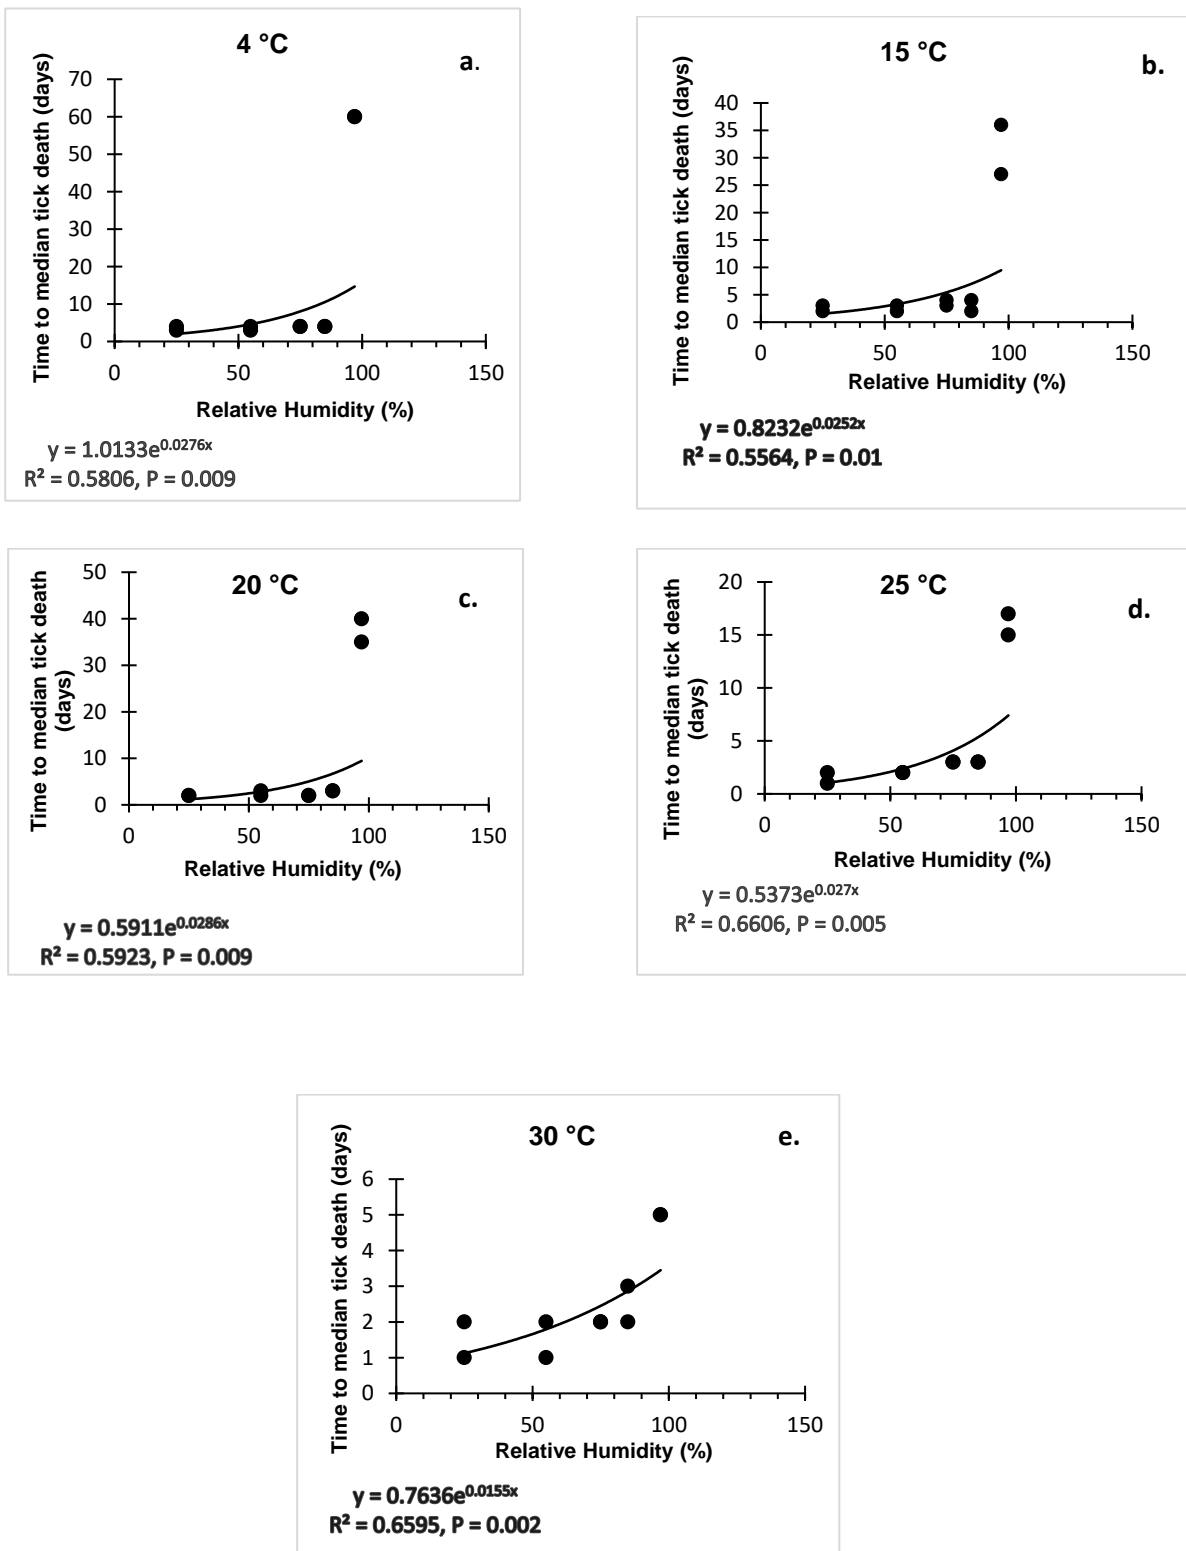 4 °C
a.
Time to median tick death (days)
70
60
50
40
30
20
10
0
0 50 100 150
Relative Humidity (%)
y = 1.0133e^0.0276x
R² = 0.5806, P = 0.009
15 °C
b.
Time to median tick death (days)
40
35
30
25
20
15
10
5
0
0 50 100 150
Relative Humidity (%)
y = 0.8232e^0.0252x
R² = 0.5564, P = 0.01
20 °C
c.
Time to median tick death
(days)
50
40
30
20
10
0
0 50 100 150
Relative Humidity (%)
y = 0.5911e^0.0286x
R² = 0.5923, P = 0.009
25 °C
d.
Time to median tick death
(days)
20
15
10
5
0
0 50 100 150
Relative Humidity (%)
y = 0.5373e^0.027x
R² = 0.6606, P = 0.005
30 °C
e.
Time to median tick death (days)
6
5
4
3
2
1
0
0 50 100 150
Relative Humidity (%)
y = 0.7636e^0.0155x
R² = 0.6595, P = 0.002